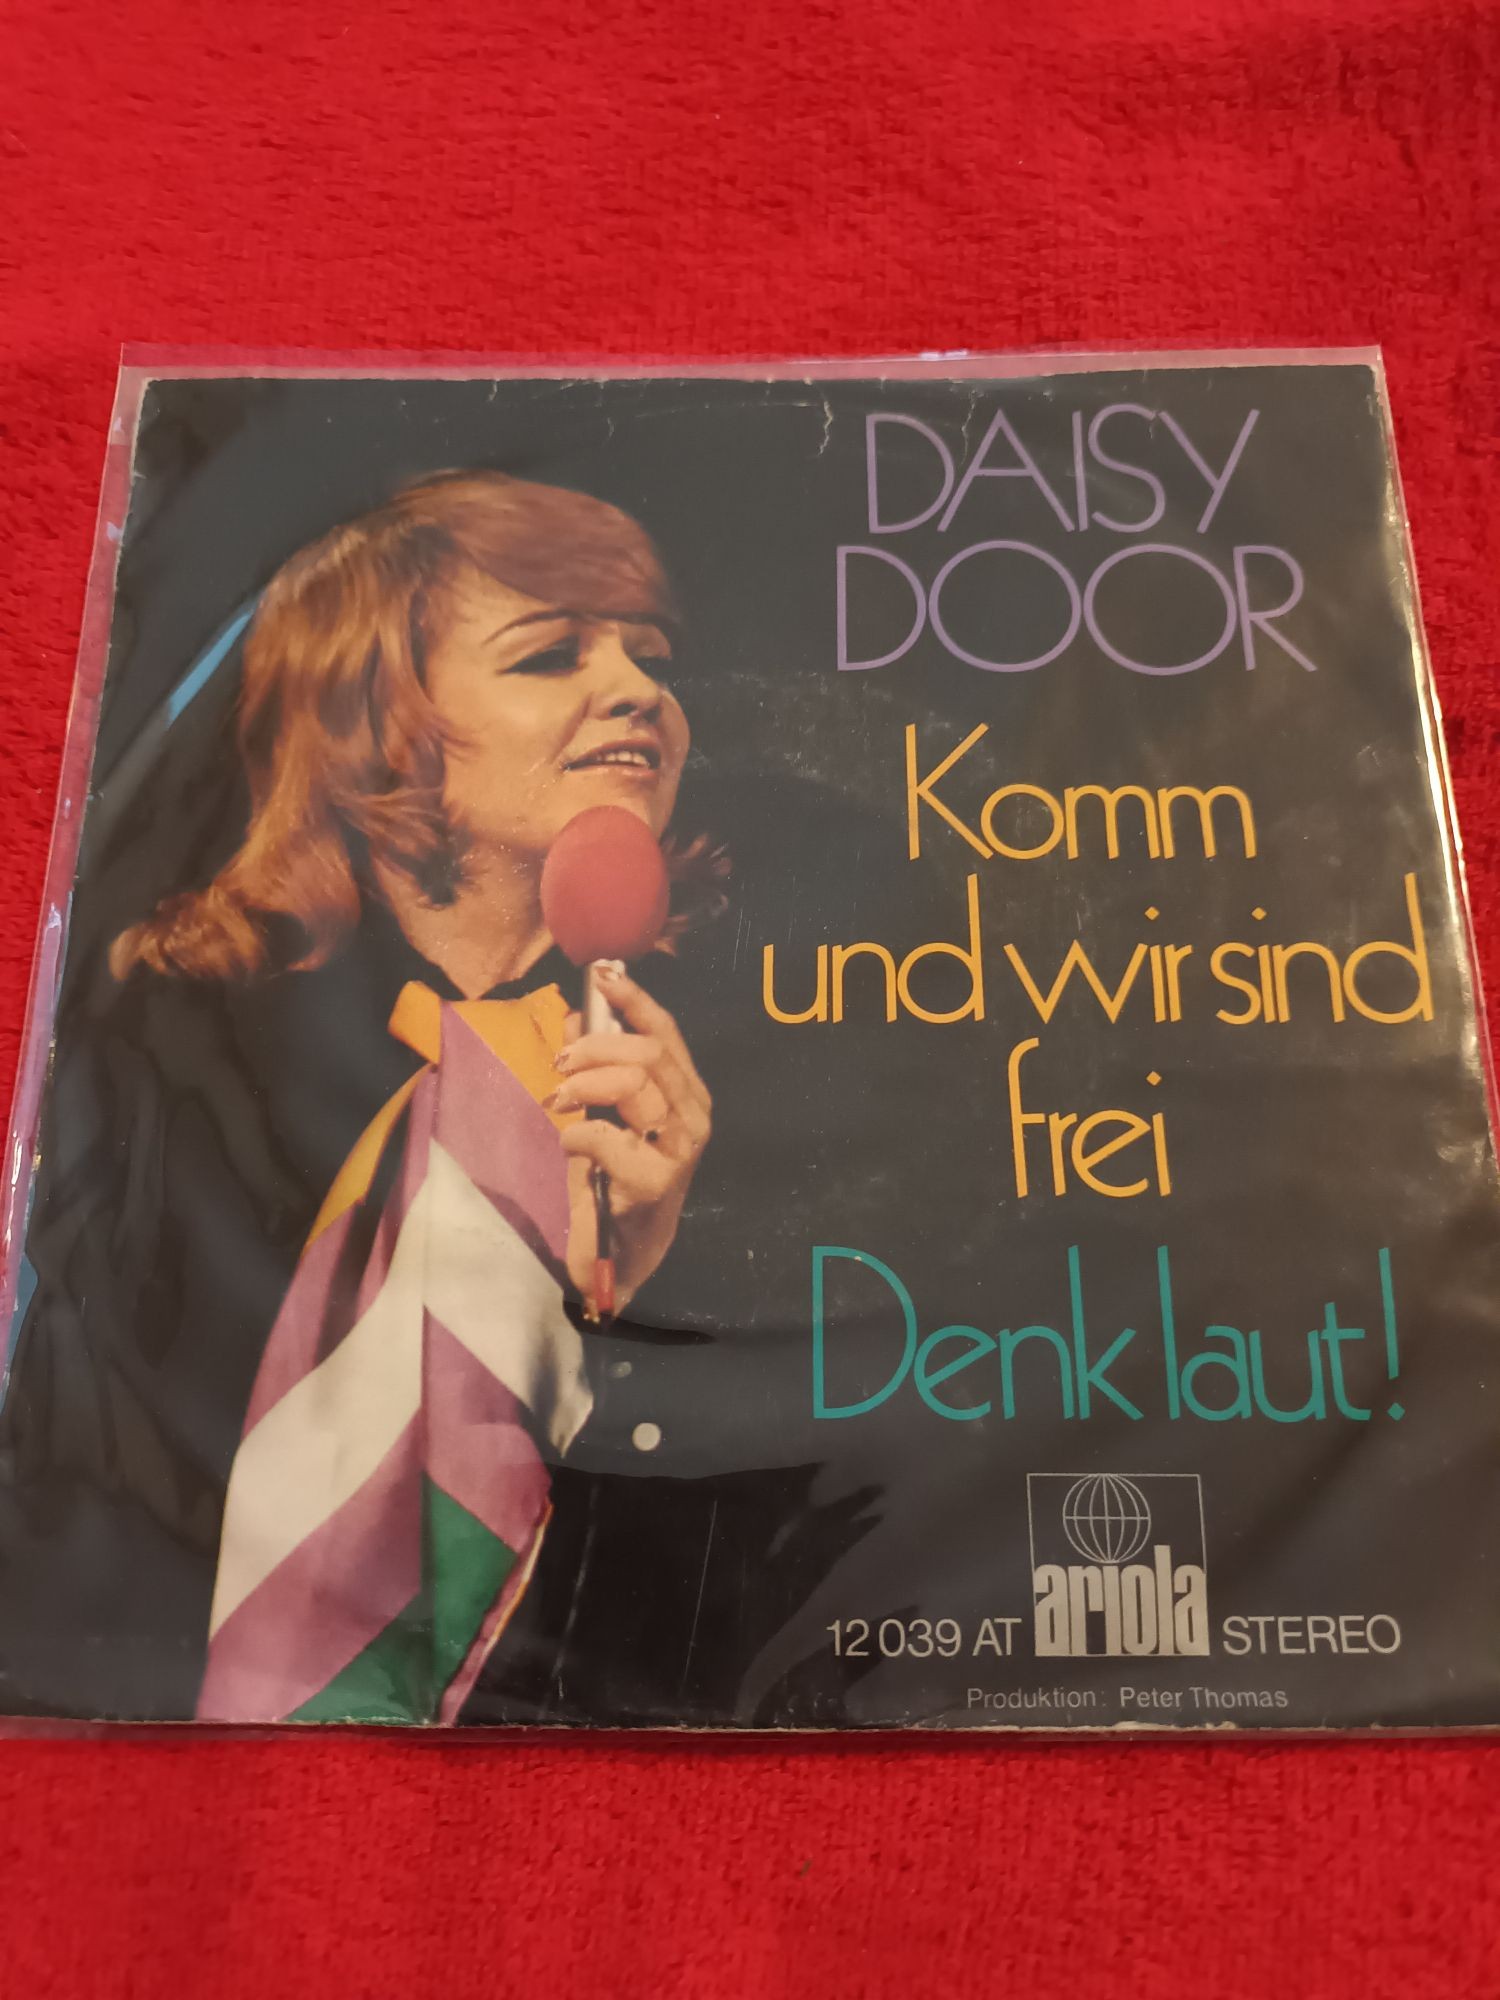 DAISY
DOOR
Komm
und wir sind
frei
Denk laut!
12 039 AT ariola STEREO
Produktion: Peter Thomas